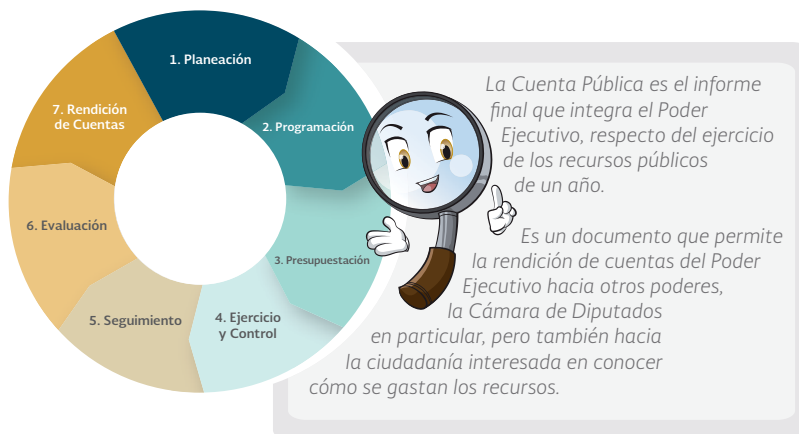 1. Planeación
2. Programación
3. Presupuestación
4. Ejercicio
y Control
5. Seguimiento
6. Evaluación
7. Rendición
de Cuentas
La Cuenta Pública es el informe
final que integra el Poder
Ejecutivo, respecto del ejercicio
de los recursos públicos
de un año.
Es un documento que permite
la rendición de cuentas del Poder
Ejecutivo hacia otros poderes,
la Cámara de Diputados
en particular, pero también hacia
la ciudadanía interesada en conocer
cómo se gastan los recursos.